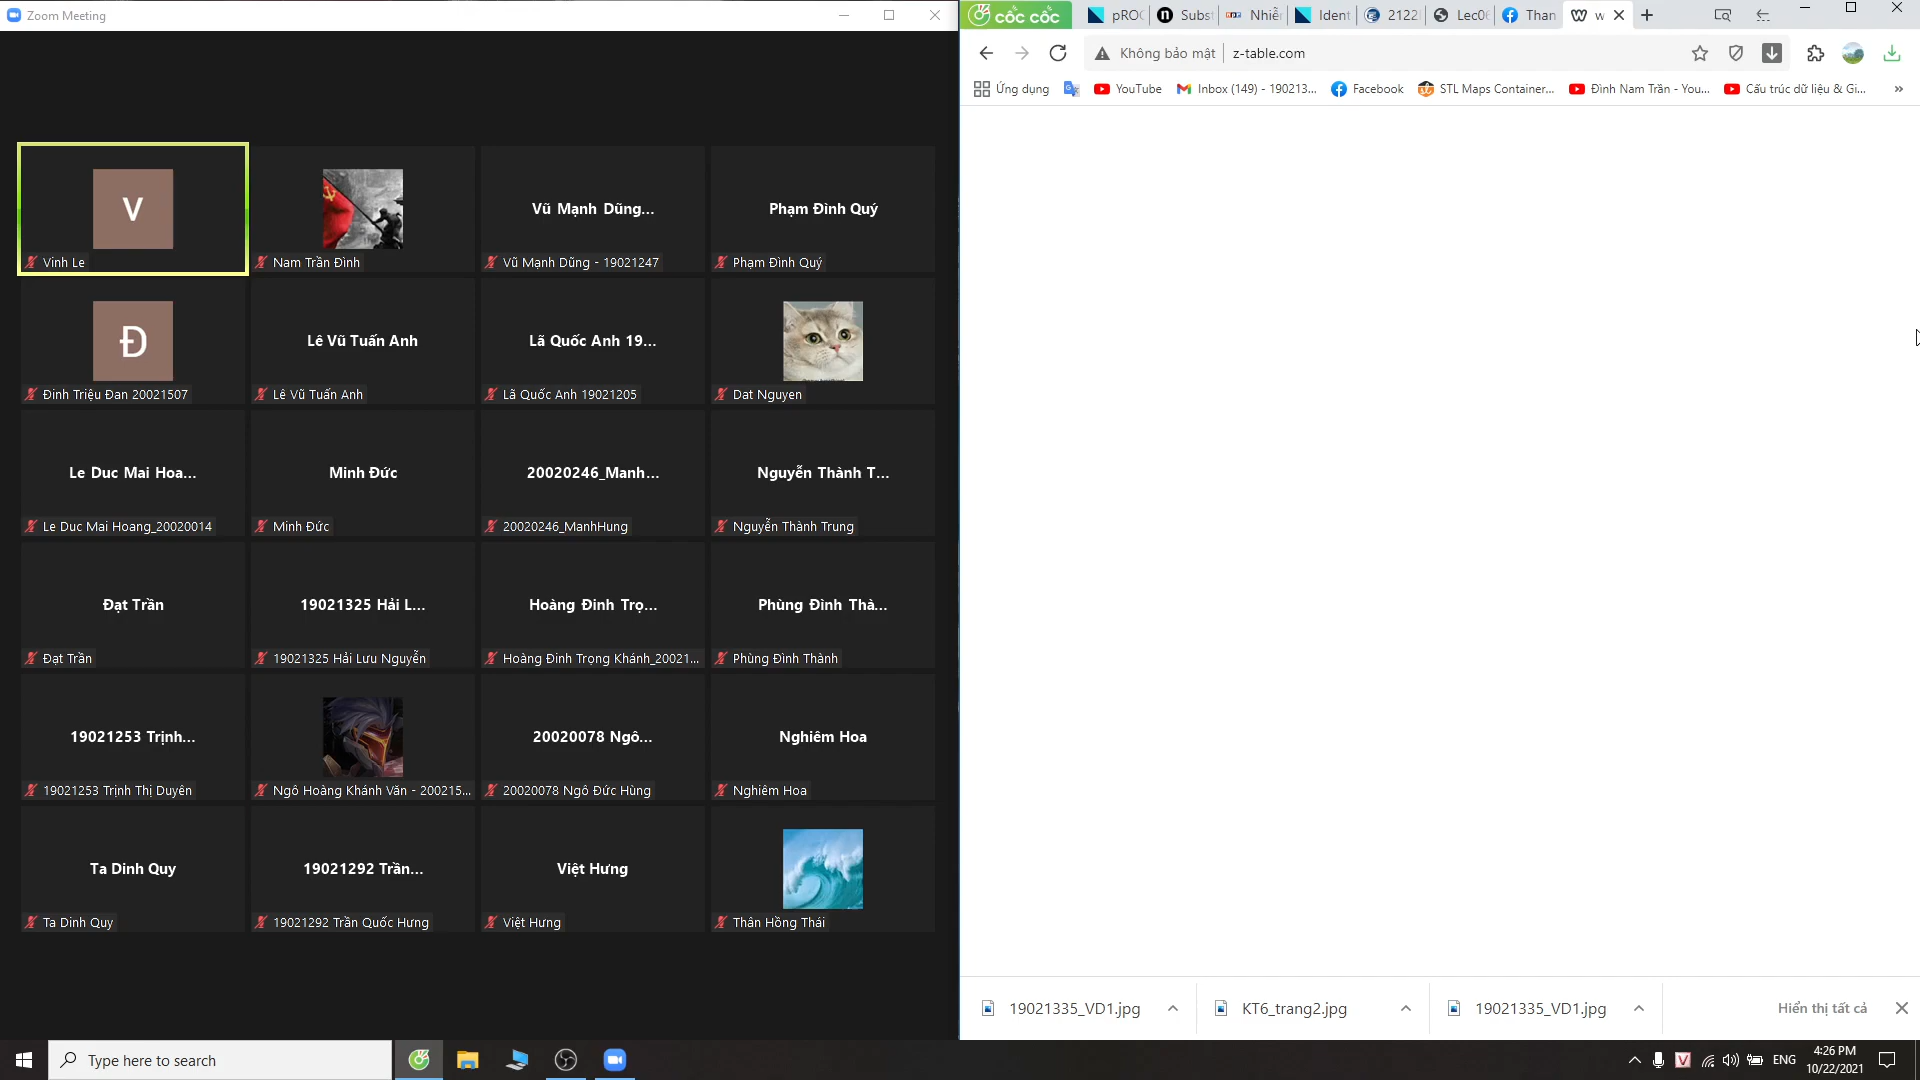 Zoom Meeting
V
Vinh Le
Nam Trần Đình
Vũ Mạnh Dũng...
Vũ Mạnh Dũng - 19021247
Phạm Đình Quý
Phạm Đình Quý
Đ
Đinh Triệu Đan 20021507
Lê Vũ Tuấn Anh
Lê Vũ Tuấn Anh
Lã Quốc Anh 19...
Lã Quốc Anh 19021205
Dat Nguyen
Le Duc Mai Hoa...
Le Duc Mai Hoang_20020014
Minh Đức
Minh Đức
20020246_Manh...
20020246_ManhHung
Nguyễn Thành T...
Nguyễn Thành Trung
Đạt Trần
Đạt Trần
19021325 Hải L...
19021325 Hải Lưu Nguyễn
Hoàng Đinh Trọ...
Hoàng Đinh Trọng Khánh_20021...
Phùng Đình Thà...
Phùng Đình Thành
19021253 Trịnh...
19021253 Trịnh Thị Duyên
Ngô Hoàng Khánh Văn - 200215...
20020078 Ngô...
20020078 Ngô Đức Hùng
Nghiêm Hoa
Nghiêm Hoa
Ta Dinh Quy
Ta Dinh Quy
19021292 Trần...
19021292 Trần Quốc Hưng
Việt Hưng
Việt Hưng
Thân Hồng Thái
cốc cốc
pROC
Subst
Nhiễ
Ident
2122
Lec06
Than
w
Không bảo mật
z-table.com
Ứng dụng
YouTube
Inbox (149) - 190213...
Facebook
STL Maps Container...
Đình Nam Trần - You...
Cấu trúc dữ liệu & Gi...
»
19021335_VD1.jpg
KT6_trang2.jpg
19021335_VD1.jpg
Hiển thị tất cả
Type here to search
V
ENG
4:26 PM
10/22/2021